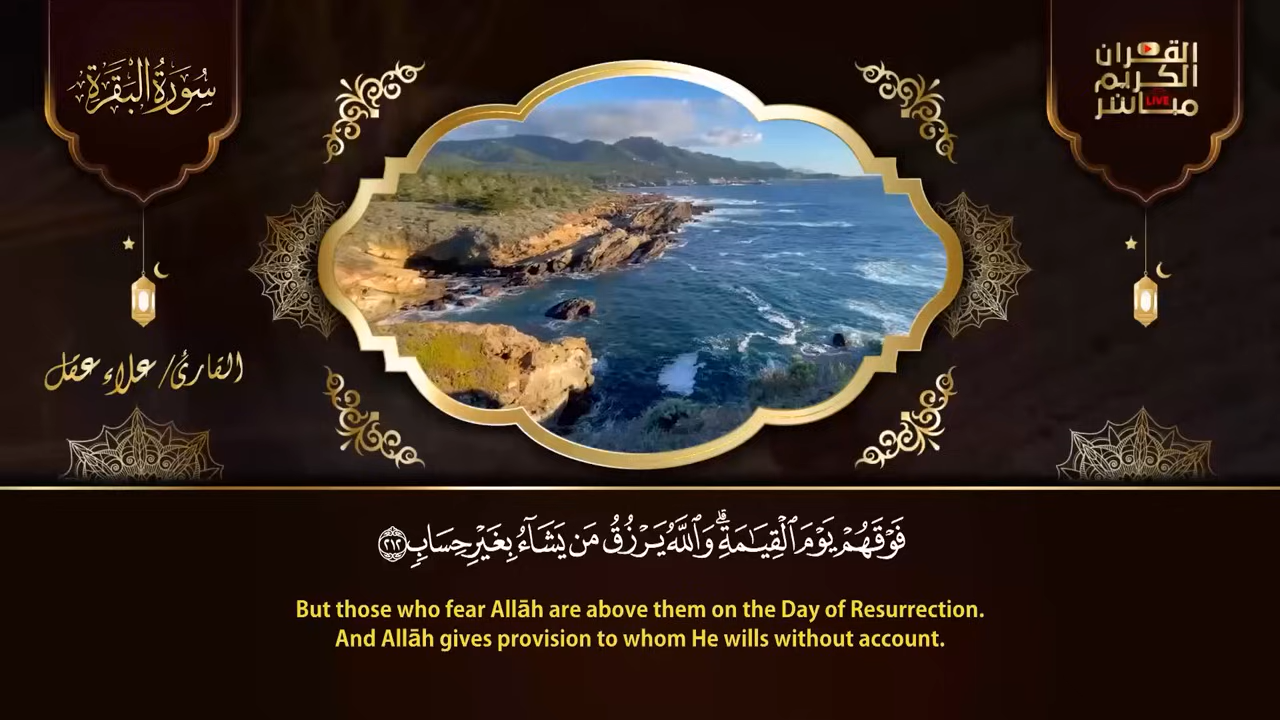 سُورَةُ البَقَرَةِ
القرآن
الكريم
مباشر
LIVE
القارئ/ علاء عقل
فَوْقَهُمْ يَوْمَ ٱلْقِيَـٰمَةِۗ وَٱللَّهُ يَرْزُقُ مَن يَشَآءُ بِغَيْرِ حِسَابٍ ٢١٢
But those who fear Allāh are above them on the Day of Resurrection.
And Allāh gives provision to whom He wills without account.